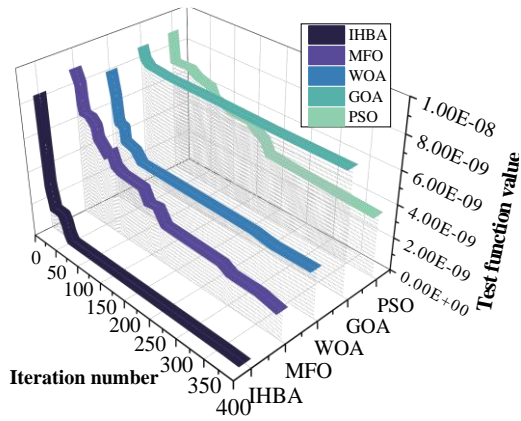 IHBA
MFO
WOA
GOA
PSO
1.00E-08
8.00E-09
6.00E-09
4.00E-09
2.00E-09
0.00E+00
Test function value
0
50
100
150
200
250
300
350
400
Iteration number
IHBA
MFO
WOA
GOA
PSO